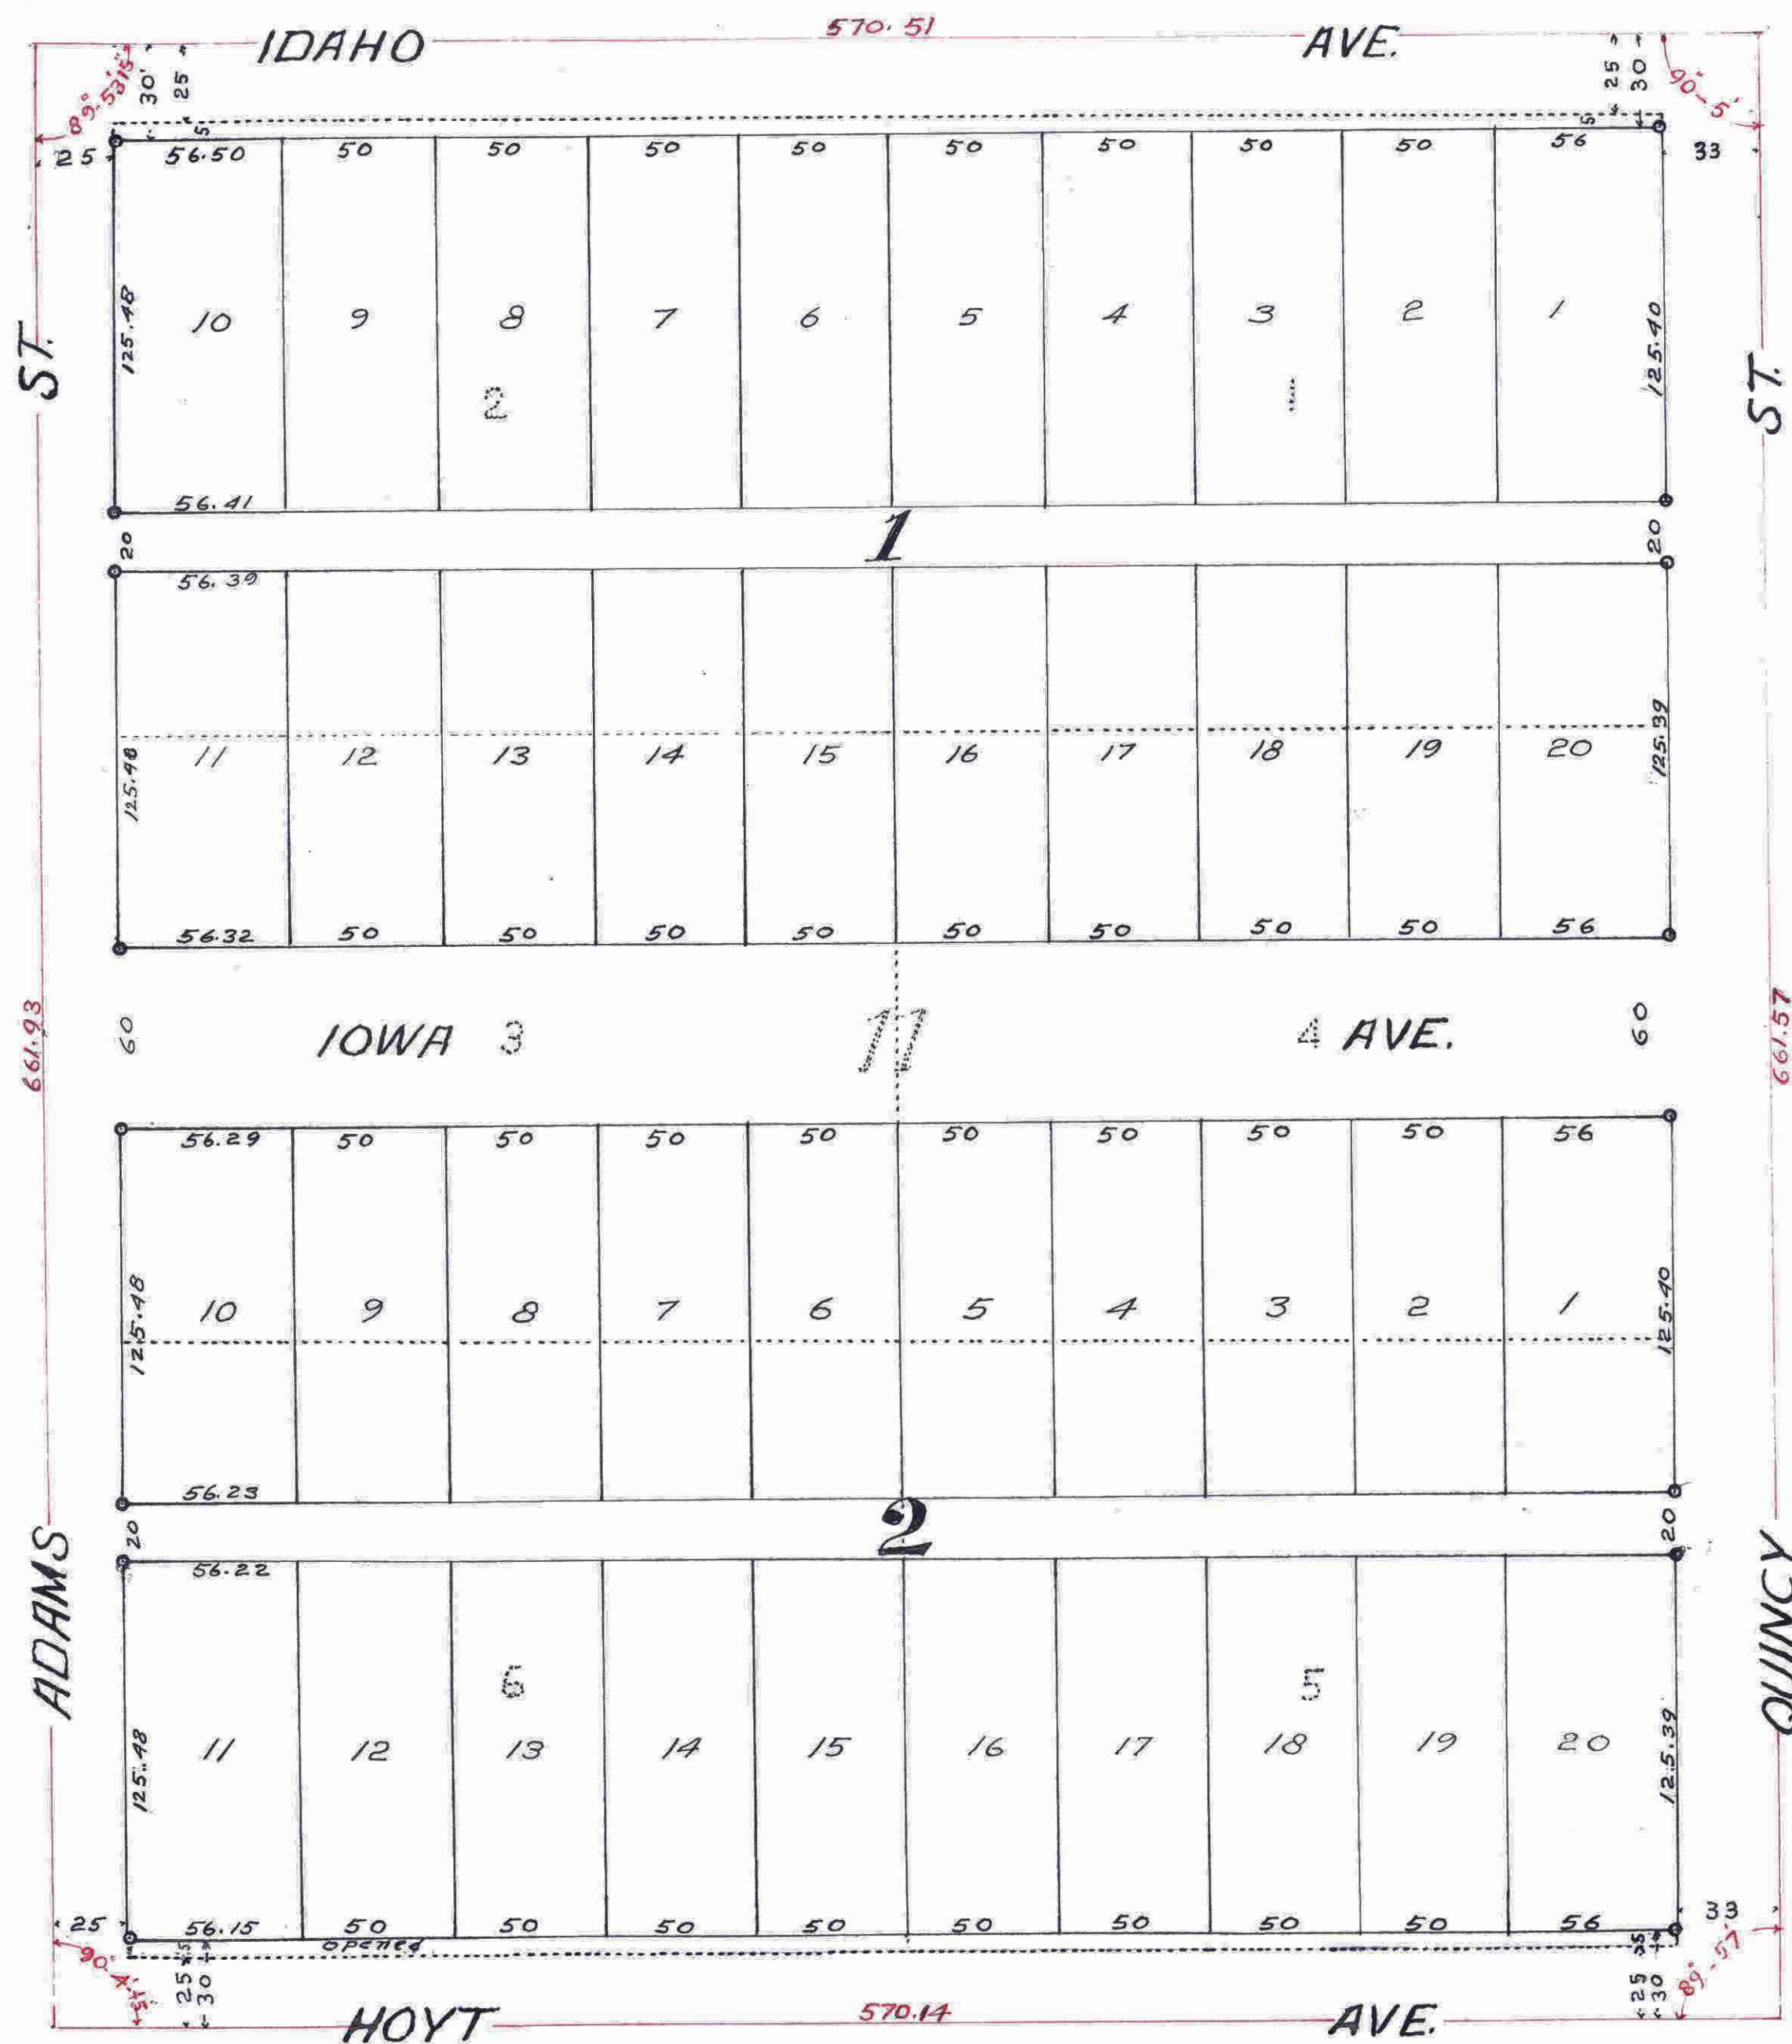 IDAHO 570.51 AVE.
89°-53'15" 30' 25 25 30 90°-5'
5 5
25 56.50 50 50 50 50 50 50 50 50 56 33
125.48 10 9 8 7 6 5 4 3 2 1 125.40
ST. ST.
2 1
56.41
20 1 20
56.39
125.48 11 12 13 14 15 16 17 18 19 20 125.39
56.32 50 50 50 50 50 50 50 50 56
661.93 60 IOWA 3 11 4 AVE. 60 661.57
56.29 50 50 50 50 50 50 50 50 56
125.48 10 9 8 7 6 5 4 3 2 1 125.40
56.23
20 2 20
56.22
ADAMS QUINCY
6 5
125.48 11 12 13 14 15 16 17 18 19 20 125.39
25 56.15 50 50 50 50 50 50 50 50 56 33
opened
90°-4'-15" 25 5 30 25 5 30 89°-57'
HOYT 570.14 AVE.